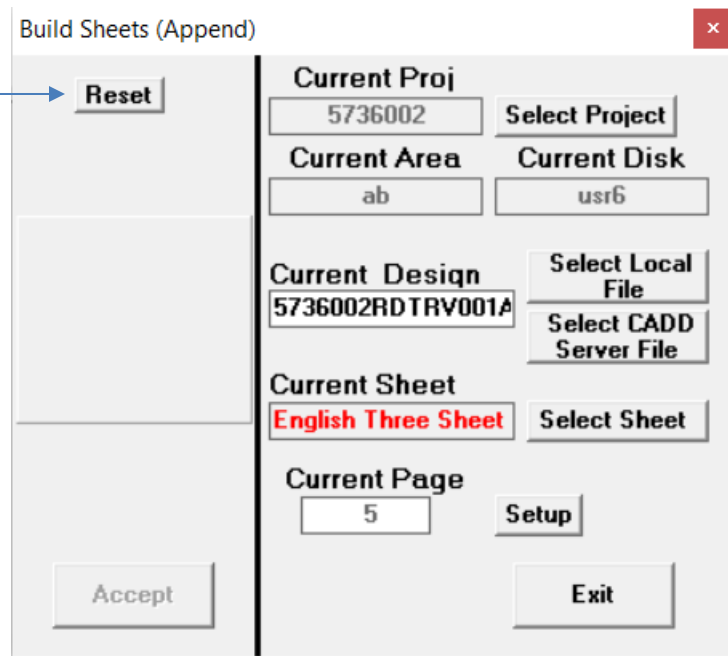 Build Sheets (Append)
×
Reset
Current Proj
5736002
Select Project
Current Area
Current Disk
ab
usr6
Current Design
Select Local
File
5736002RDTRV001A
Select CADD
Server File
Current Sheet
English Three Sheet
Select Sheet
Current Page
5
Setup
Accept
Exit